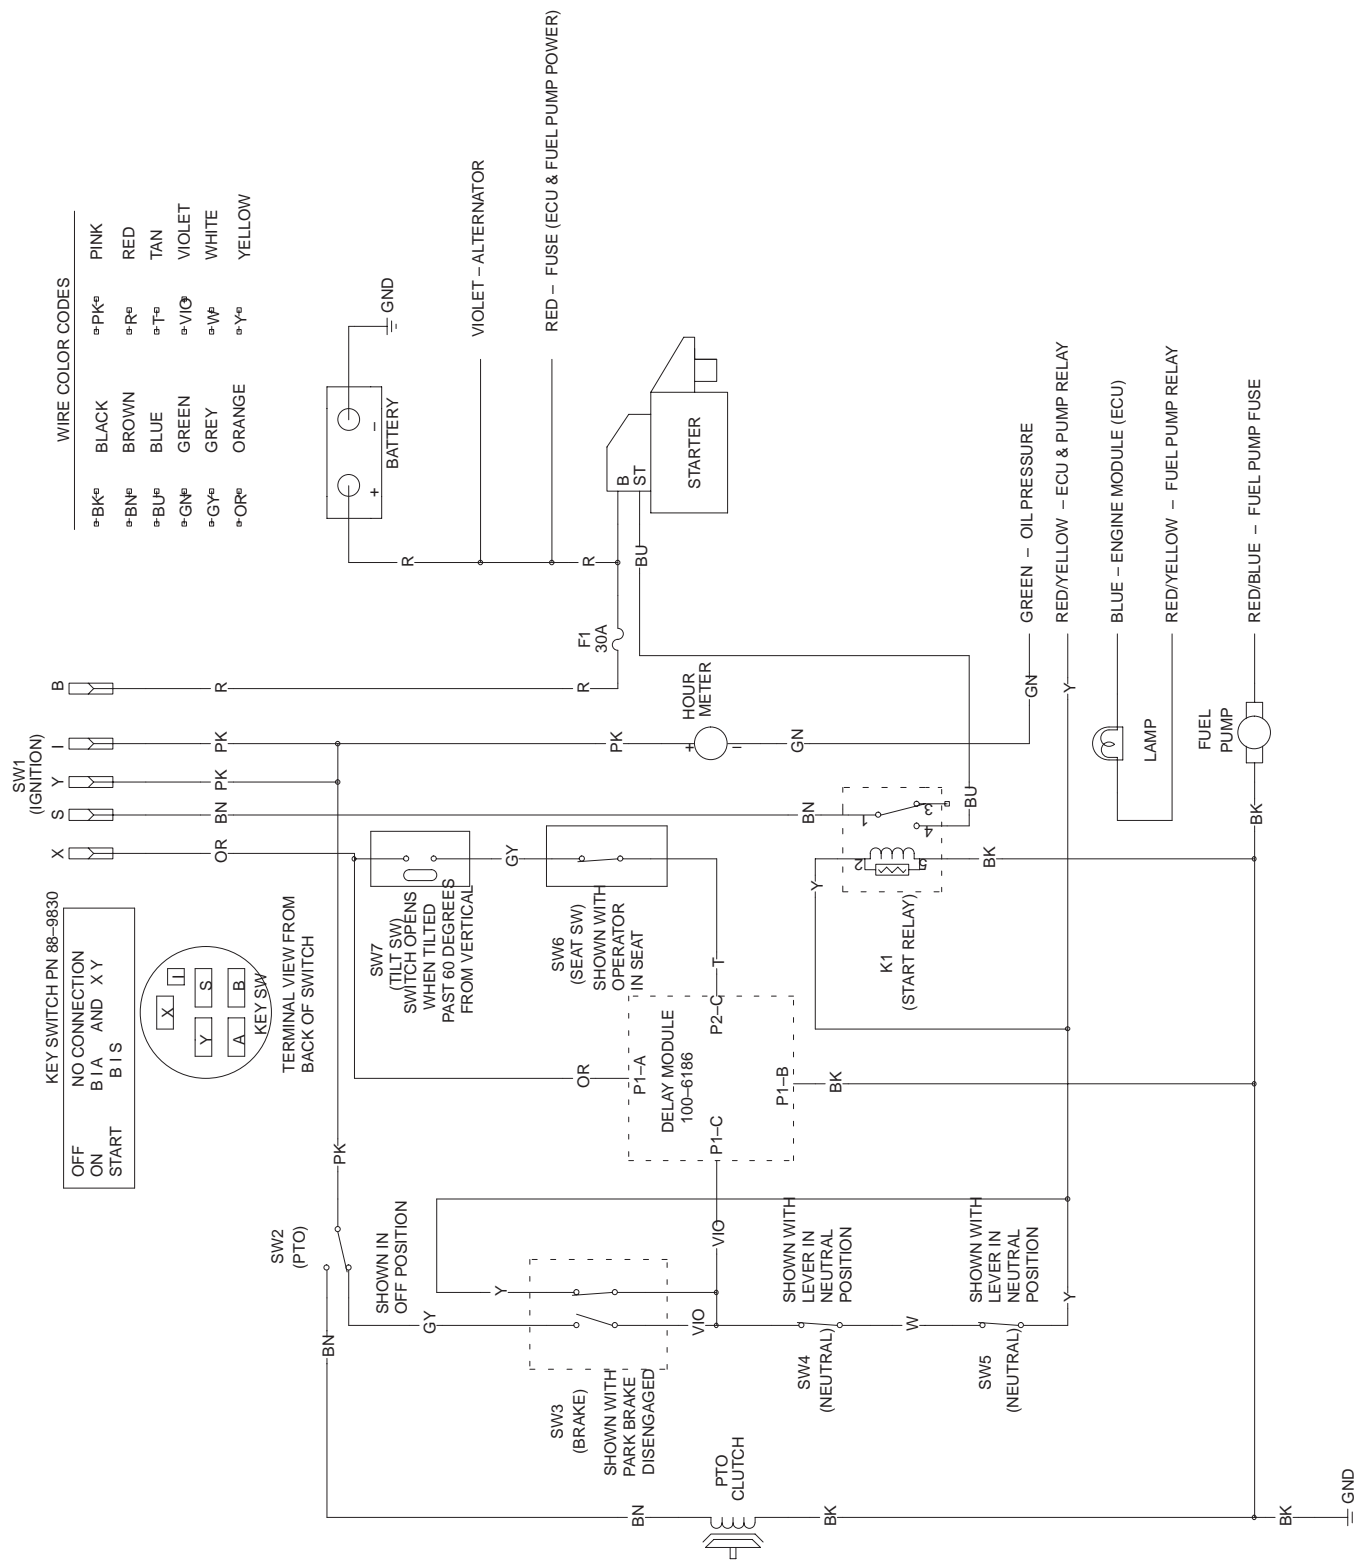 WIRE COLOR CODES
BK BLACK PK PINK
BN BROWN R RED
BU BLUE T TAN
GN GREEN VIO VIOLET
GY GREY W WHITE
OR ORANGE Y YELLOW
KEY SWITCH PN 88–9830
OFF NO CONNECTION
ON B I A AND X Y
START B I S
X
I
Y
S
A
B
KEY SW
TERMINAL VIEW FROM
BACK OF SWITCH
SW1
(IGNITION)
X
S
Y
I
B
OR
BN
PK
PK
R
+
–
BATTERY
GND
R
R
VIOLET – ALTERNATOR
RED – FUSE (ECU & FUEL PUMP POWER)
B
ST
STARTER
BU
F1
30A
R
HOUR
METER
+
–
PK
GN
GN
GREEN – OIL PRESSURE
Y
RED/YELLOW – ECU & PUMP RELAY
BLUE – ENGINE MODULE (ECU)
LAMP
RED/YELLOW – FUEL PUMP RELAY
FUEL
PUMP
RED/BLUE – FUEL PUMP FUSE
BK
SW7
(TILT SW)
SWITCH OPENS
WHEN TILTED
PAST 60 DEGREES
FROM VERTICAL
GY
SW6
(SEAT SW)
SHOWN WITH
OPERATOR
IN SEAT
T
BN
1
3
4
BU
2
5
Y
BK
K1
(START RELAY)
OR
P1–A
P2–C
DELAY MODULE
100–6186
P1–C
P1–B
BK
PK
SW2
(PTO)
SHOWN IN
OFF POSITION
BN
GY
Y
VIO
VIO
SW3
(BRAKE)
SHOWN WITH
PARK BRAKE
DISENGAGED
SHOWN WITH
LEVER IN
NEUTRAL
POSITION
SW4
(NEUTRAL)
W
SHOWN WITH
LEVER IN
NEUTRAL
POSITION
SW5
(NEUTRAL)
Y
BN
PTO
CLUTCH
BK
BK
GND